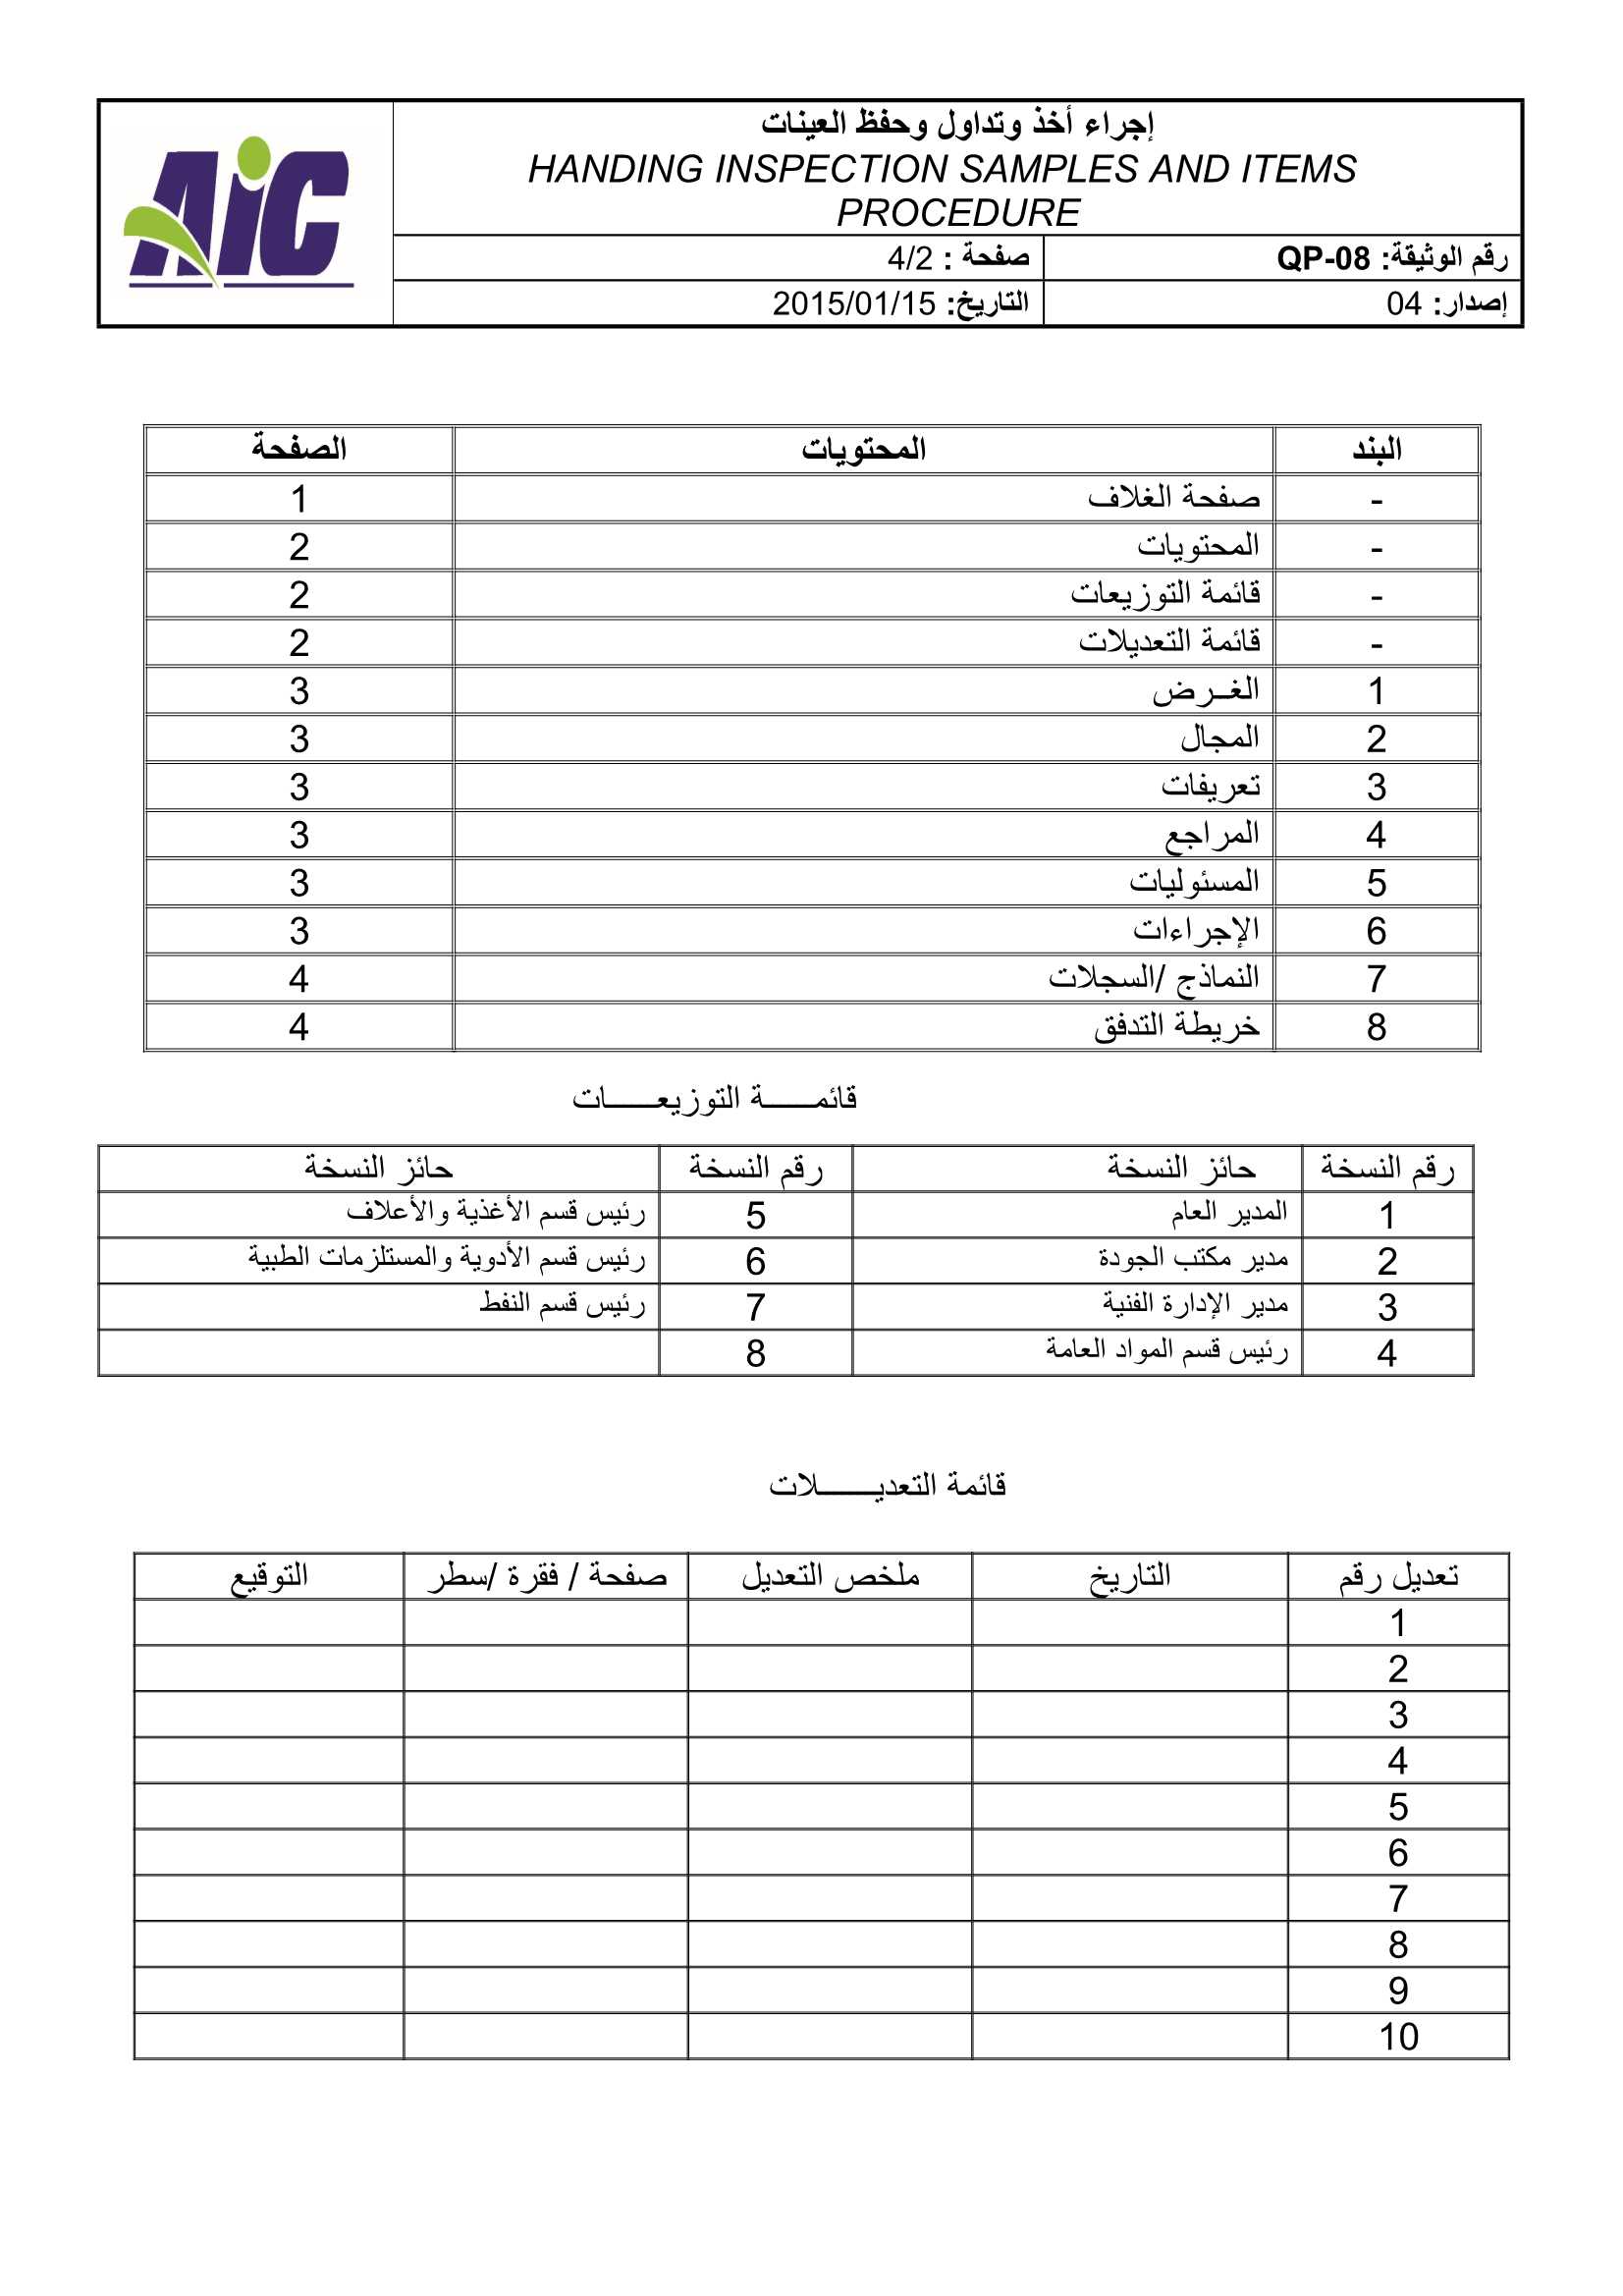 AiC
إجراء أخذ وتداول وحفظ العينات
HANDING INSPECTION SAMPLES AND ITEMS
PROCEDURE
رقم الوثيقة: QP-08 صفحة : 4/2
إصدار: 04 التاريخ: 2015/01/15
البند المحتويات الصفحة
- صفحة الغلاف 1
- المحتويات 2
- قائمة التوزيعات 2
- قائمة التعديلات 2
1 الغــرض 3
2 المجال 3
3 تعريفات 3
4 المراجع 3
5 المسئوليات 3
6 الإجراءات 3
7 النماذج /السجلات 4
8 خريطة التدفق 4
قائمــــــة التوزيعــــــات
رقم النسخة حائز النسخة رقم النسخة حائز النسخة
1 المدير العام 5 رئيس قسم الأغذية والأعلاف
2 مدير مكتب الجودة 6 رئيس قسم الأدوية والمستلزمات الطبية
3 مدير الإدارة الفنية 7 رئيس قسم النفط
4 رئيس قسم المواد العامة 8
قائمة التعديـــــــلات
تعديل رقم التاريخ ملخص التعديل صفحة / فقرة /سطر التوقيع
1
2
3
4
5
6
7
8
9
10